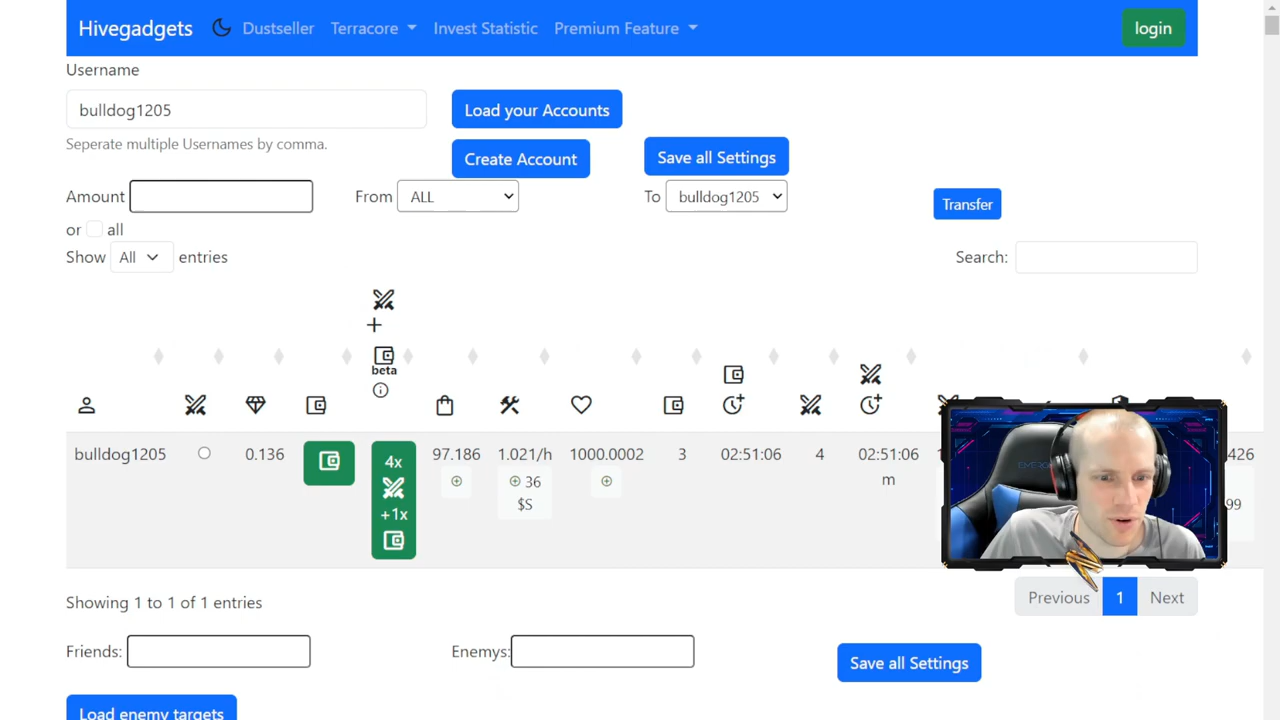 Hivegadgets Dustseller Terracore Invest Statistic Premium Feature login
Username
bulldog1205 Load your Accounts
Seperate multiple Usernames by comma.
Create Account Save all Settings
Amount From ALL To bulldog1205 Transfer
or all
Show All entries Search:
beta
bulldog1205 0.136 4x 97.186 1.021/h 1000.0002 3 02:51:06 4 02:51:06 426
m
36
$S 99
+1x
Showing 1 to 1 of 1 entries Previous 1 Next
Friends: Enemys: Save all Settings
Load enemy targets